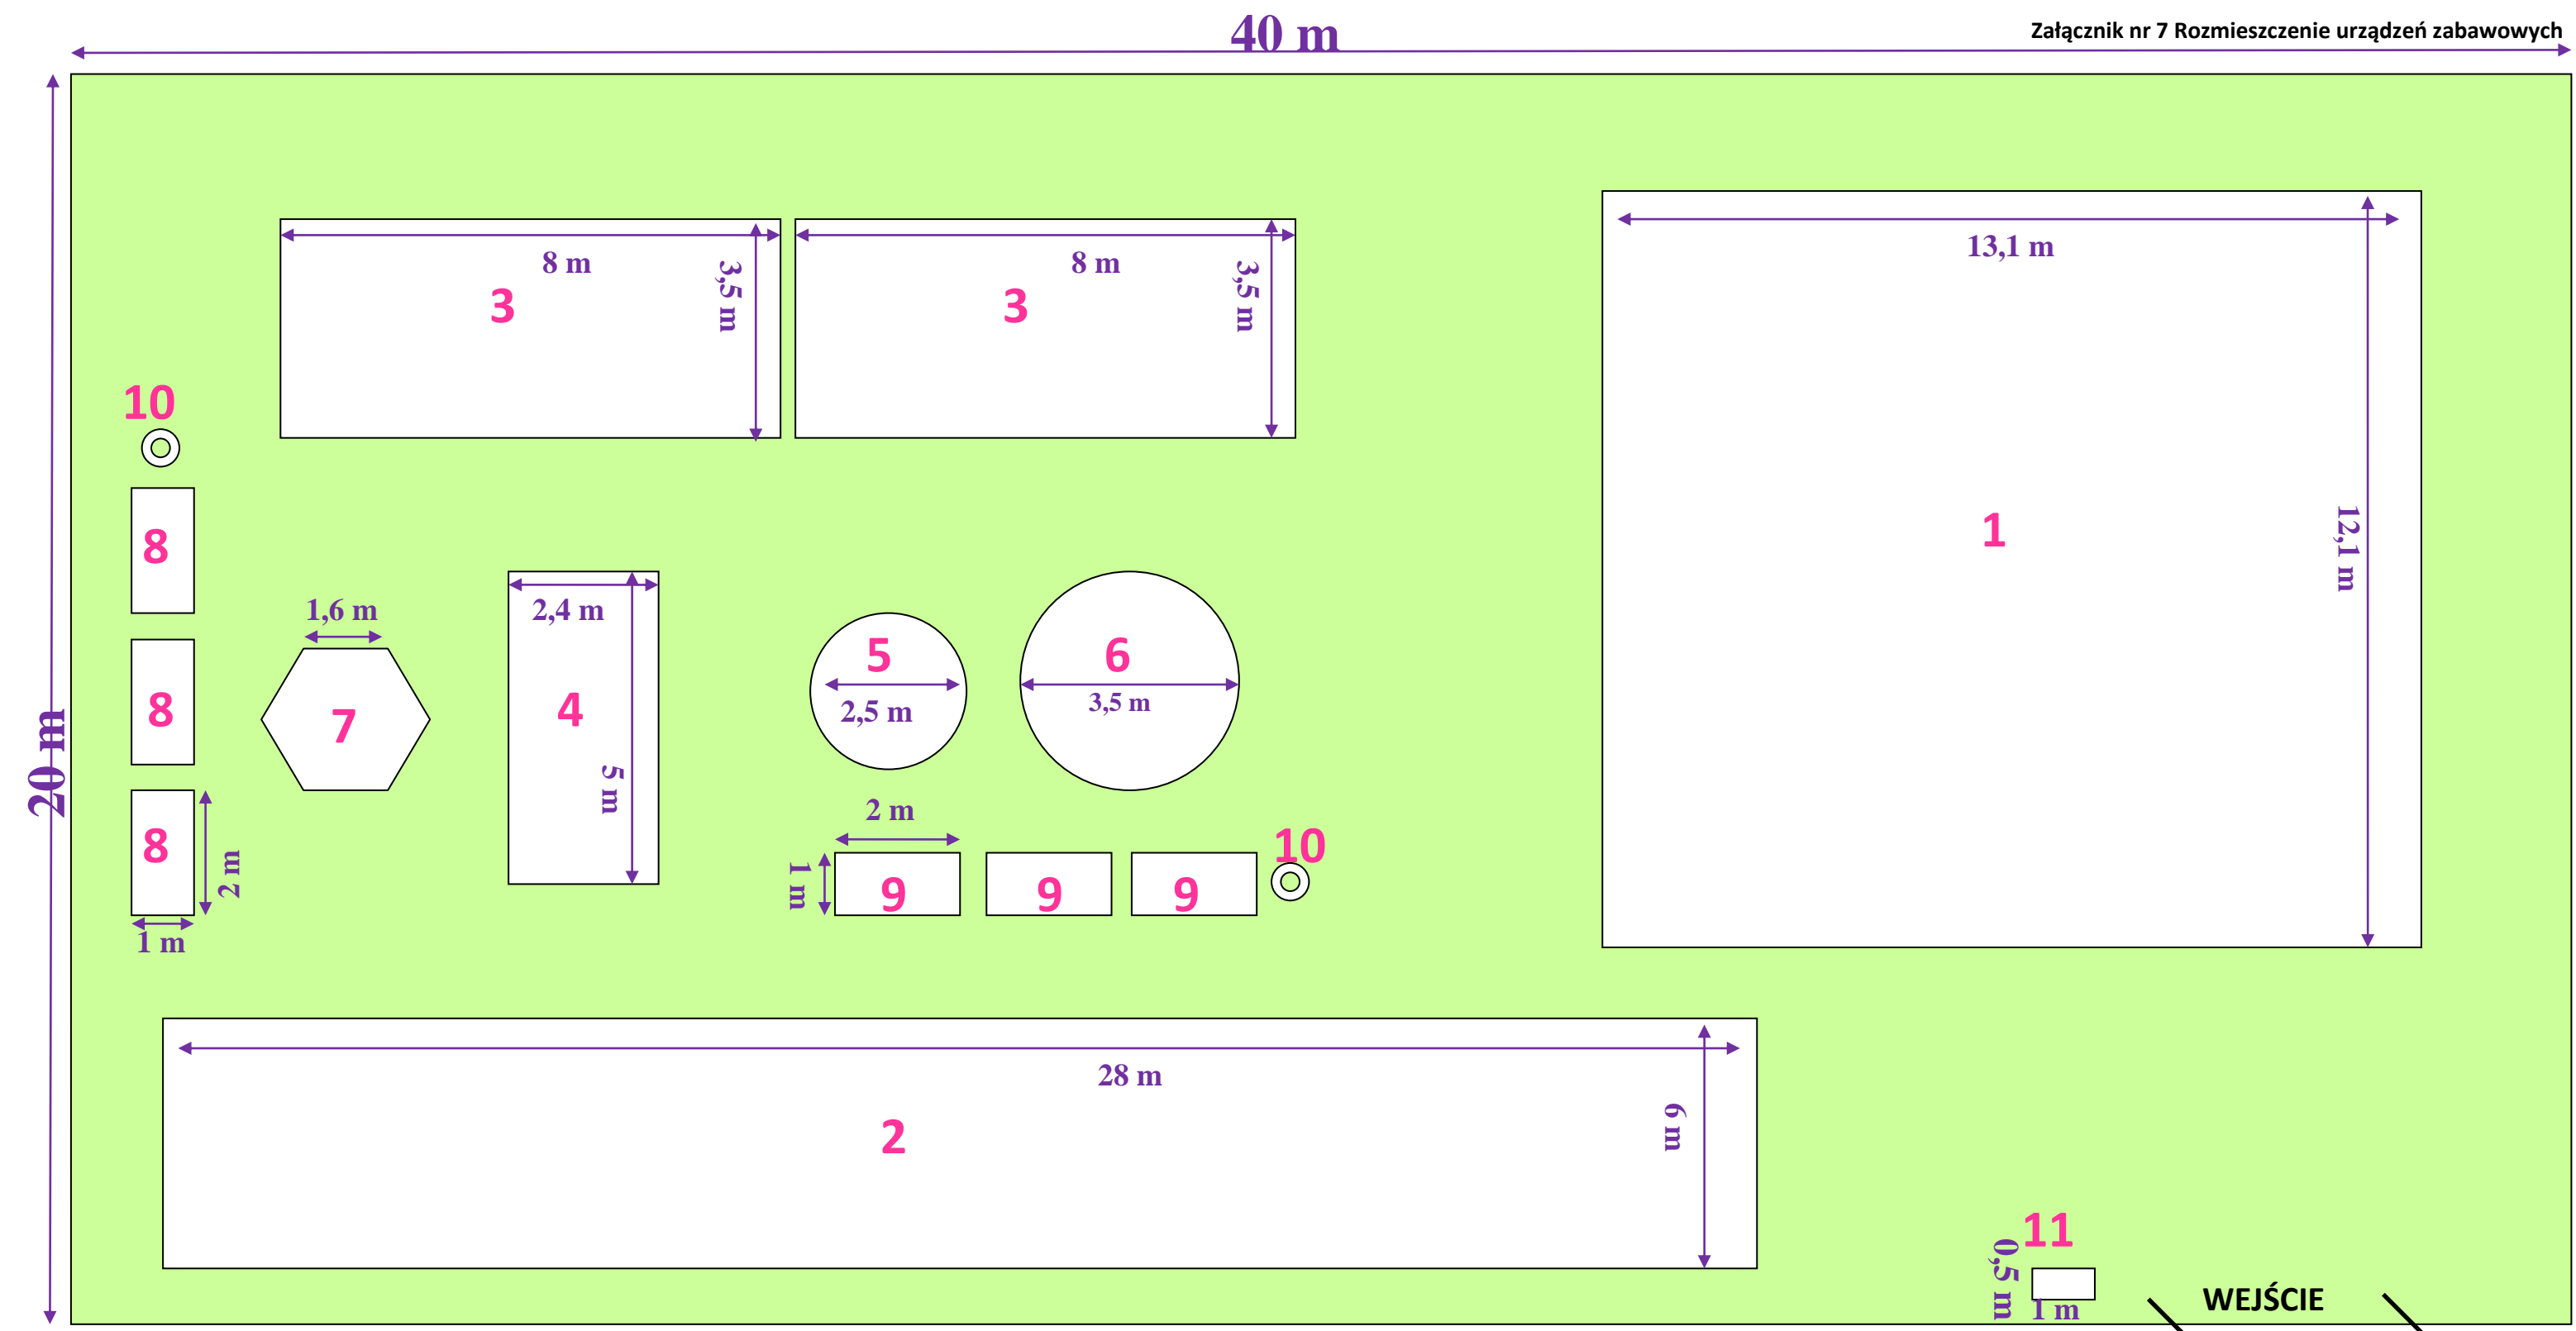 40 m
Załącznik nr 7 Rozmieszczenie urządzeń zabawowych
20 m
8 m
3,5 m
3
8 m
3,5 m
3
13,1 m
12,1 m
1
10
8
8
8
2 m
1 m
1,6 m
7
2,4 m
4
5 m
5
2,5 m
6
3,5 m
2 m
1 m
9
9
9
10
28 m
6 m
2
11
0,5 m
1 m
WEJŚCIE